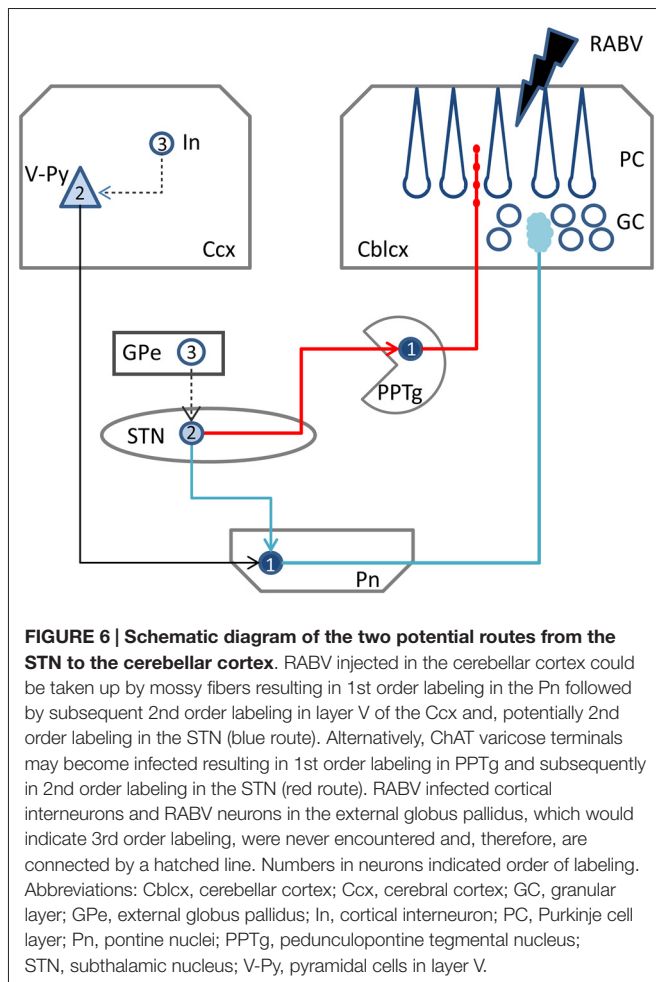 RABV
3 In
V-Py
2
PC
GC
Ccx
Cblcx
GPe 3
1
PPTg
STN 2
1
Pn
FIGURE 6 | Schematic diagram of the two potential routes from the
STN to the cerebellar cortex. RABV injected in the cerebellar cortex could
be taken up by mossy fibers resulting in 1st order labeling in the Pn followed
by subsequent 2nd order labeling in layer V of the Ccx and, potentially 2nd
order labeling in the STN (blue route). Alternatively, ChAT varicose terminals
may become infected resulting in 1st order labeling in PPTg and subsequently
in 2nd order labeling in the STN (red route). RABV infected cortical
interneurons and RABV neurons in the external globus pallidus, which would
indicate 3rd order labeling, were never encountered and, therefore, are
connected by a hatched line. Numbers in neurons indicated order of labeling.
Abbreviations: Cblcx, cerebellar cortex; Ccx, cerebral cortex; GC, granular
layer; GPe, external globus pallidus; In, cortical interneuron; PC, Purkinje cell
layer; Pn, pontine nuclei; PPTg, pedunculopontine tegmental nucleus;
STN, subthalamic nucleus; V-Py, pyramidal cells in layer V.